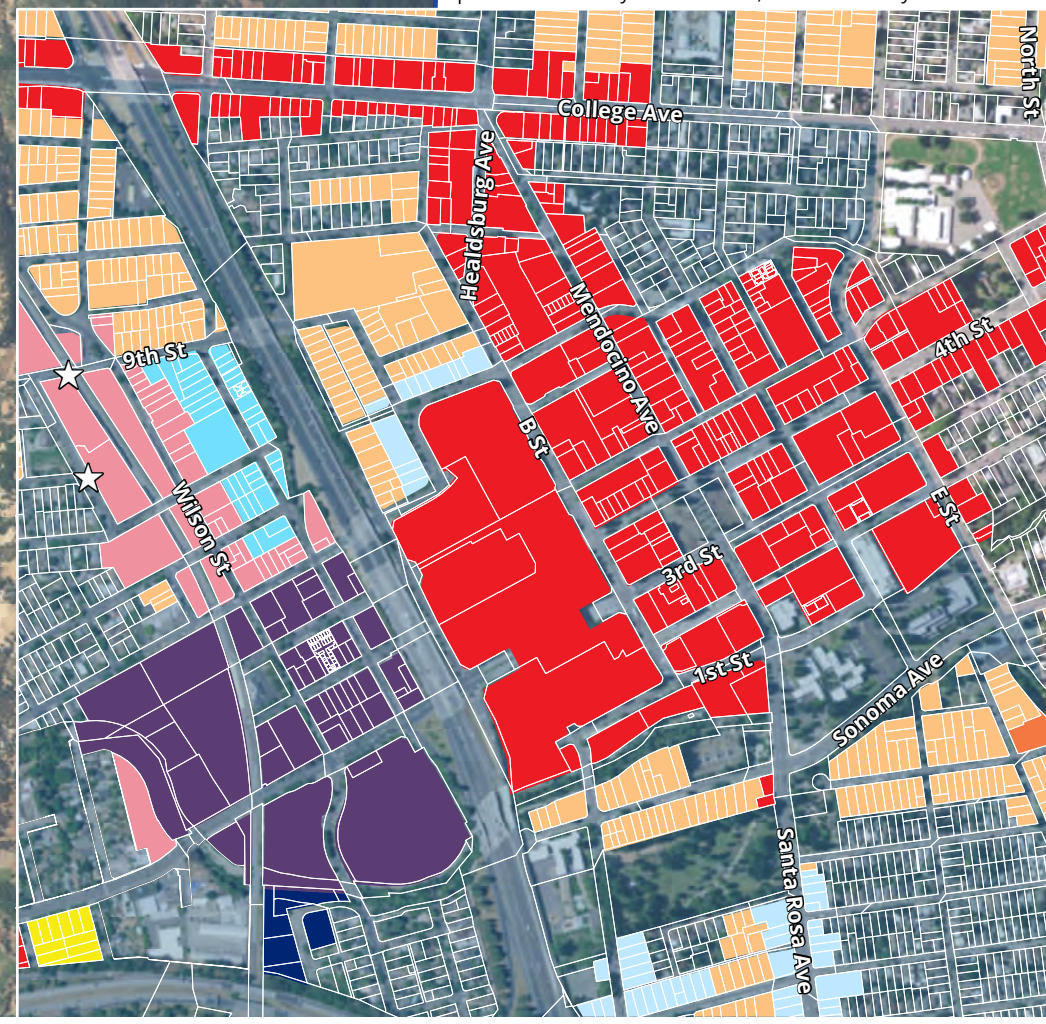 North St
College Ave
Healdsburg Ave
Mendocino Ave
4th St
9th St
B St
Wilson St
E St
3rd St
1st St
Sonoma Ave
Santa Rosa Ave